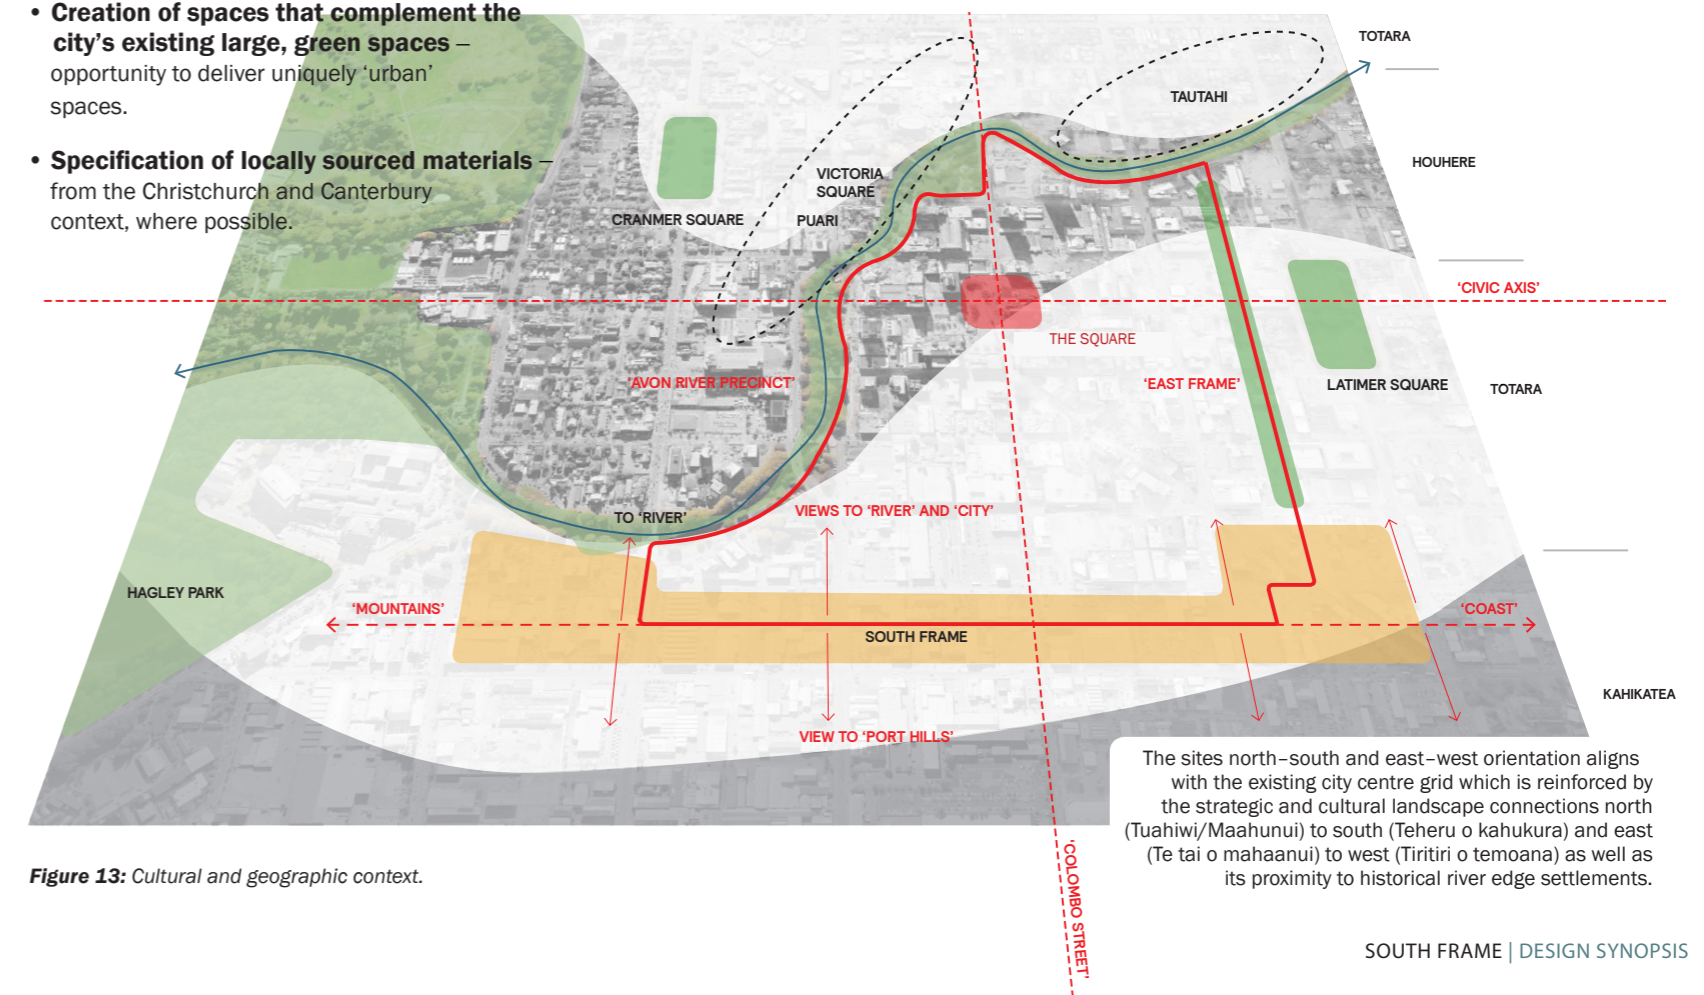 • Creation of spaces that complement the
city’s existing large, green spaces –
opportunity to deliver uniquely ‘urban’
spaces.
• Specification of locally sourced materials –
from the Christchurch and Canterbury
context, where possible.
TOTARA
TAUTAHI
HOUHERE
VICTORIA
SQUARE
CRANMER SQUARE
PUARI
‘CIVIC AXIS’
THE SQUARE
‘AVON RIVER PRECINCT’
‘EAST FRAME’
LATIMER SQUARE
TOTARA
TO ‘RIVER’
VIEWS TO ‘RIVER’ AND ‘CITY’
HAGLEY PARK
‘MOUNTAINS’
‘COAST’
SOUTH FRAME
KAHIKATEA
VIEW TO ‘PORT HILLS’
‘COLOMBO STREET’
The sites north–south and east–west orientation aligns
with the existing city centre grid which is reinforced by
the strategic and cultural landscape connections north
(Tuahiwi/Maahunui) to south (Teheru o kahukura) and east
(Te tai o mahaanui) to west (Tiritiri o temoana) as well as
its proximity to historical river edge settlements.
Figure 13: Cultural and geographic context.
SOUTH FRAME | DESIGN SYNOPSIS